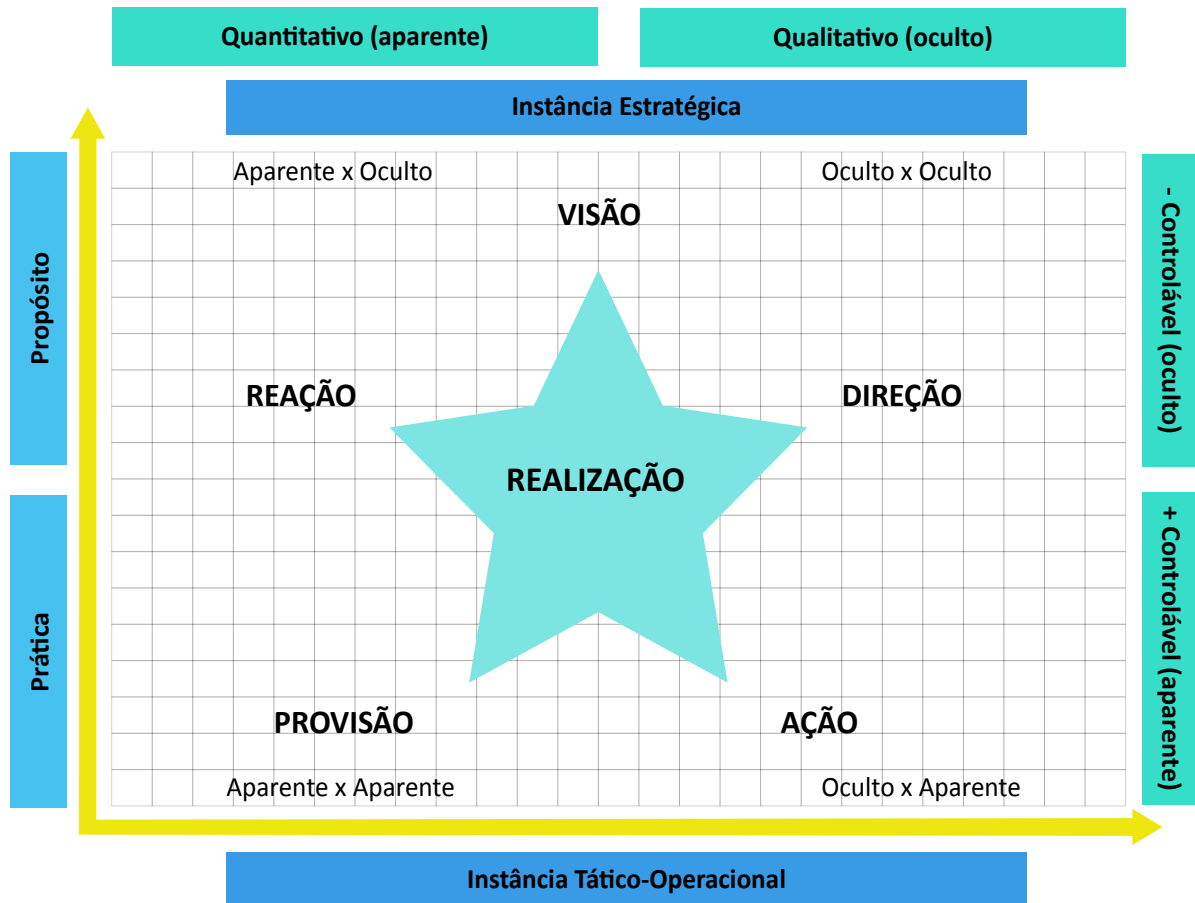 Quantitativo (aparente)
Qualitativo (oculto)
Instância Estratégica
Aparente x Oculto
Oculto x Oculto
VISÃO
Propósito
- Controlável (oculto)
REAÇÃO
DIREÇÃO
REALIZAÇÃO
Prática
+ Controlável (aparente)
PROVISÃO
AÇÃO
Aparente x Aparente
Oculto x Aparente
Instância Tático-Operacional